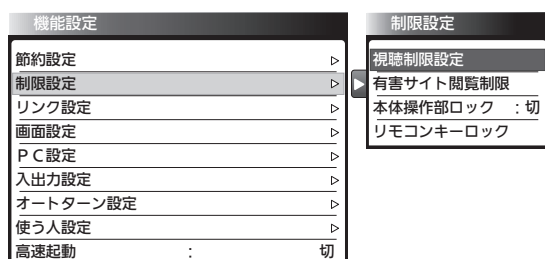 機能設定
節約設定
制限設定
リンク設定
画面設定
ＰＣ設定
入出力設定
オートターン設定
使う人設定
高速起動 : 切
制限設定
視聴制限設定
有害サイト閲覧制限
本体操作部ロック : 切
リモコンキーロック